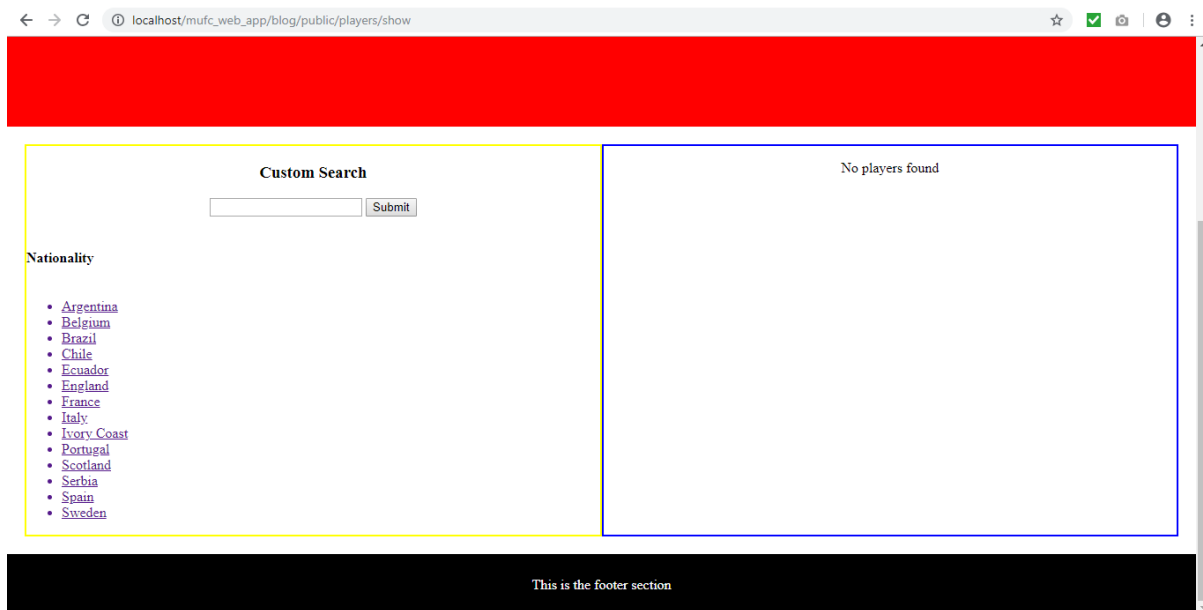 localhost/mufc_web_app/blog/public/players/show
Custom Search
Submit
No players found
Nationality
Argentina
Belgium
Brazil
Chile
Ecuador
England
France
Italy
Ivory Coast
Portugal
Scotland
Serbia
Spain
Sweden
This is the footer section